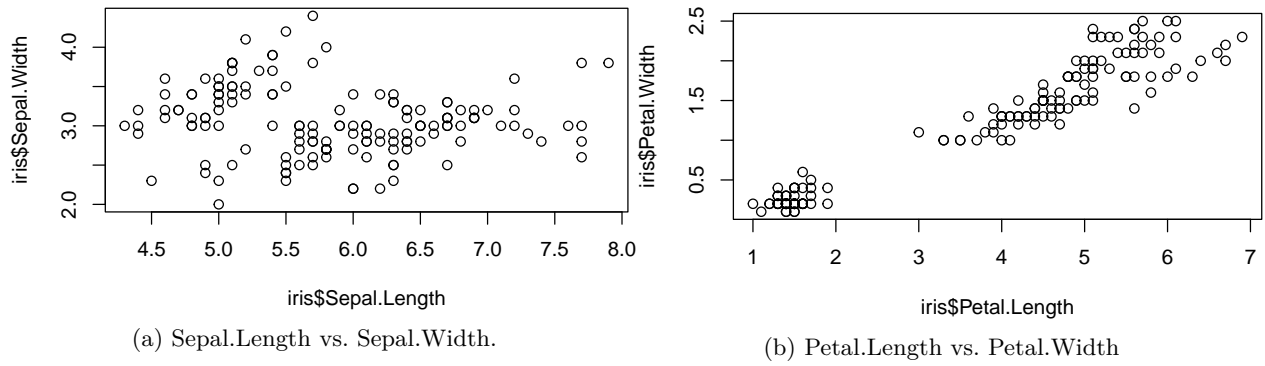 iris$Sepal.Width
4.0
3.0
2.0
4.5 5.0 5.5 6.0 6.5 7.0 7.5 8.0
iris$Sepal.Length
(a) Sepal.Length vs. Sepal.Width.
iris$Petal.Width
2.5
1.5
0.5
1 2 3 4 5 6 7
iris$Petal.Length
(b) Petal.Length vs. Petal.Width